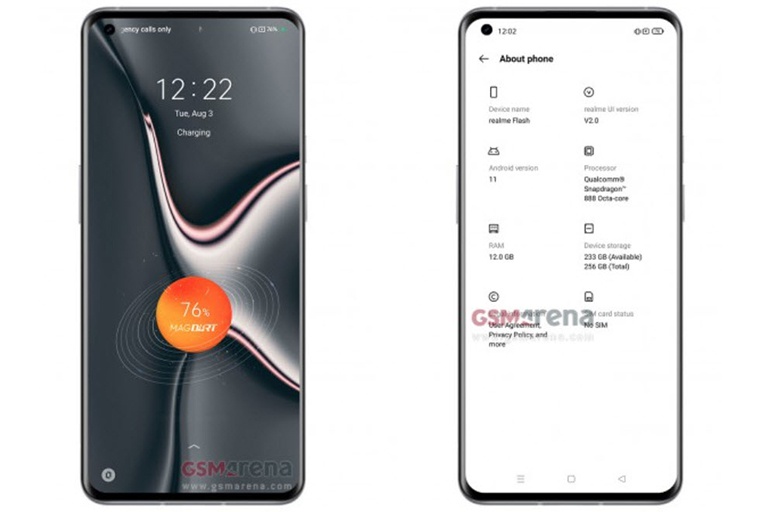 gency calls only
76%
12:22
Tue, Aug 3
Charging
76%
MAGDART
GSMarena
www.gsmarena.com
12:02
About phone
Device name
realme Flash
realme UI version
V2.0
Android version
11
Processor
Qualcomm®
Snapdragon™
888 Octa-core
RAM
12.0 GB
Device storage
233 GB (Available)
256 GB (Total)
GSMarena
User Agreement,
Privacy Policy, and
more
card status
No SIM
www.gsmarena.com